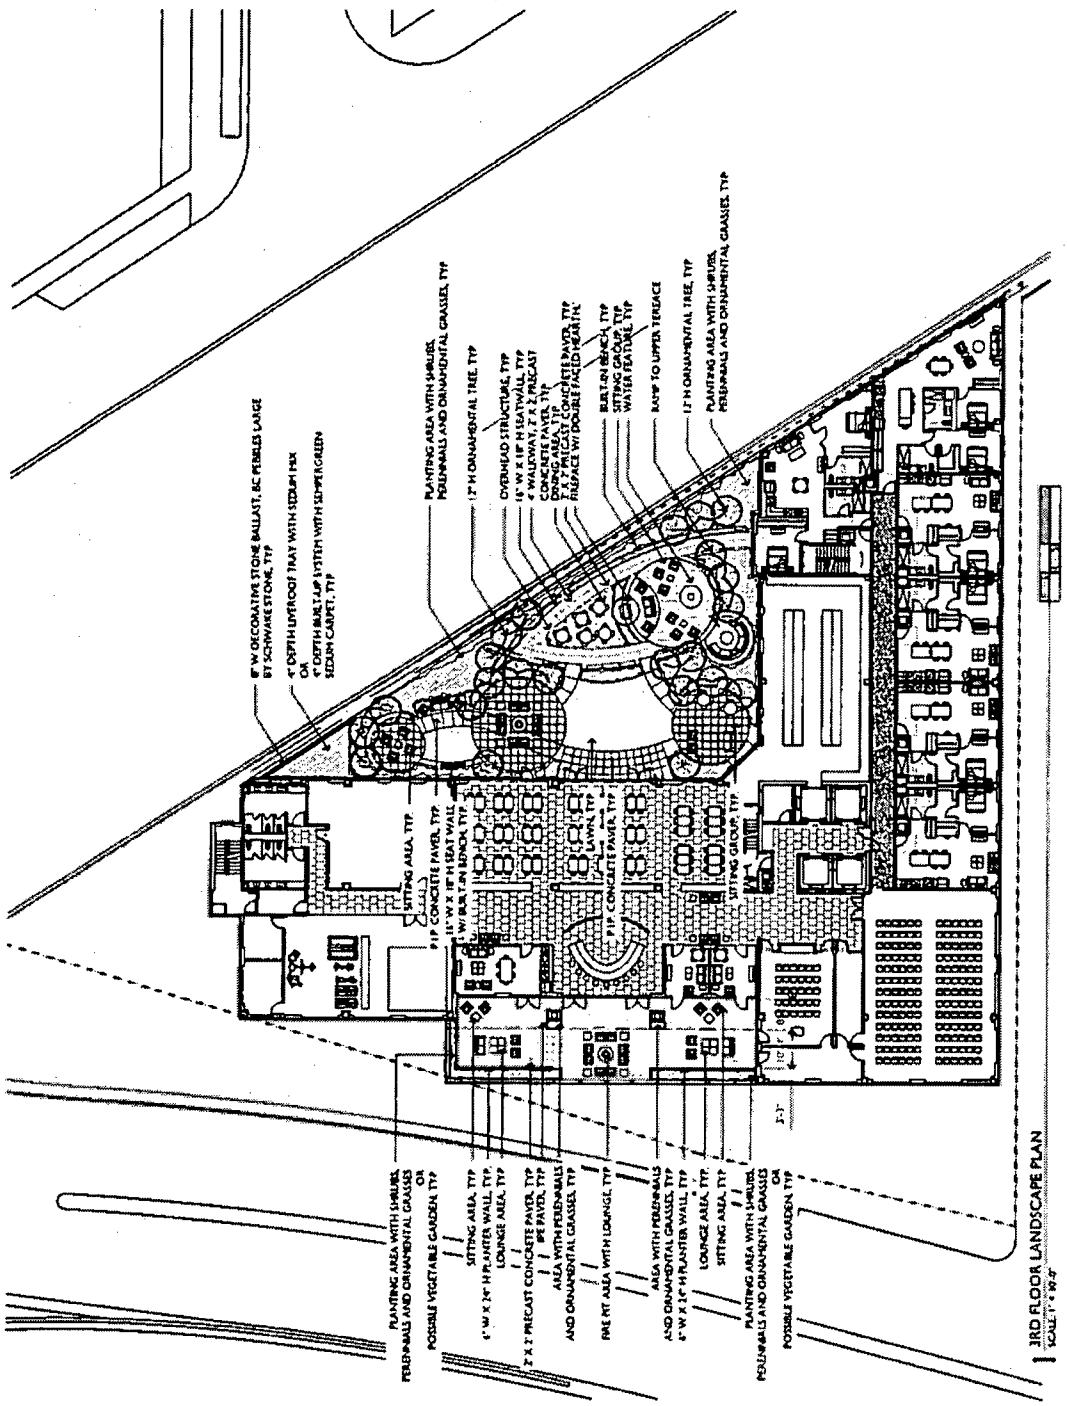 8" W DECORATIVE STONE BALLAST, BC PEBBLES LARGE
BY SCHWAKE STONE, TYP
4" DEPTH LIVEROOF TRAY WITH SEDUM MIX
OR
4" DEPTH BUILT-UP SYSTEM WITH SEMPERGREEN
SEDUM CARPET, TYP
PLANTING AREA WITH SHRUBS,
PERENNIALS AND ORNAMENTAL GRASSES, TYP
12" H ORNAMENTAL TREE, TYP
OVERHEAD STRUCTURE, TYP
16" W X 18" H SEATWALL, TYP
4' WALKWAY, 2' X 2' PRECAST
CONCRETE PAVER, TYP
DINING AREA, TYP
2' X 2' PRECAST CONCRETE PAVER, TYP
FIREPLACE W/ DOUBLE FACED HEARTH,
BUILT-IN BENCH, TYP
SITTING GROUP, TYP
WATER FEATURE, TYP
RAMP TO UPPER TERRACE
12' H ORNAMENTAL TREE, TYP
PLANTING AREA WITH SHRUBS,
PERENNIALS AND ORNAMENTAL GRASSES, TYP
SITTING AREA, TYP.
PIP CONCRETE PAVER, TYP.
16" W X 18" H SEAT WALL
W/ BUILT-IN BENCH, TYP.
LAWN, TYP
PIP. CONCRETE PAVER, TYP.
SITTING GROUP, TYP.
PLANTING AREA WITH SHRUBS,
PERENNIALS AND ORNAMENTAL GRASSES
OR
POSSIBLE VEGETABLE GARDEN, TYP
SITTING AREA, TYP
6" W X 24" H PLANTER WALL, TYP.
LOUNGE AREA, TYP.
2' X 2' PRECAST CONCRETE PAVER, TYP
IPE PAVER, TYP
AREA WITH PERENNIALS
AND ORNAMENTAL GRASSES, TYP
FIRE PIT AREA WITH LOUNGE, TYP
AREA WITH PERENNIALS
AND ORNAMENTAL GRASSES, TYP
6" W X 24" H PLANTER WALL, TYP
LOUNGE AREA, TYP.
SITTING AREA, TYP.
PLANTING AREA WITH SHRUBS,
PERENNIALS AND ORNAMENTAL GRASSES
OR
POSSIBLE VEGETABLE GARDEN, TYP
1 3RD FLOOR LANDSCAPE PLAN